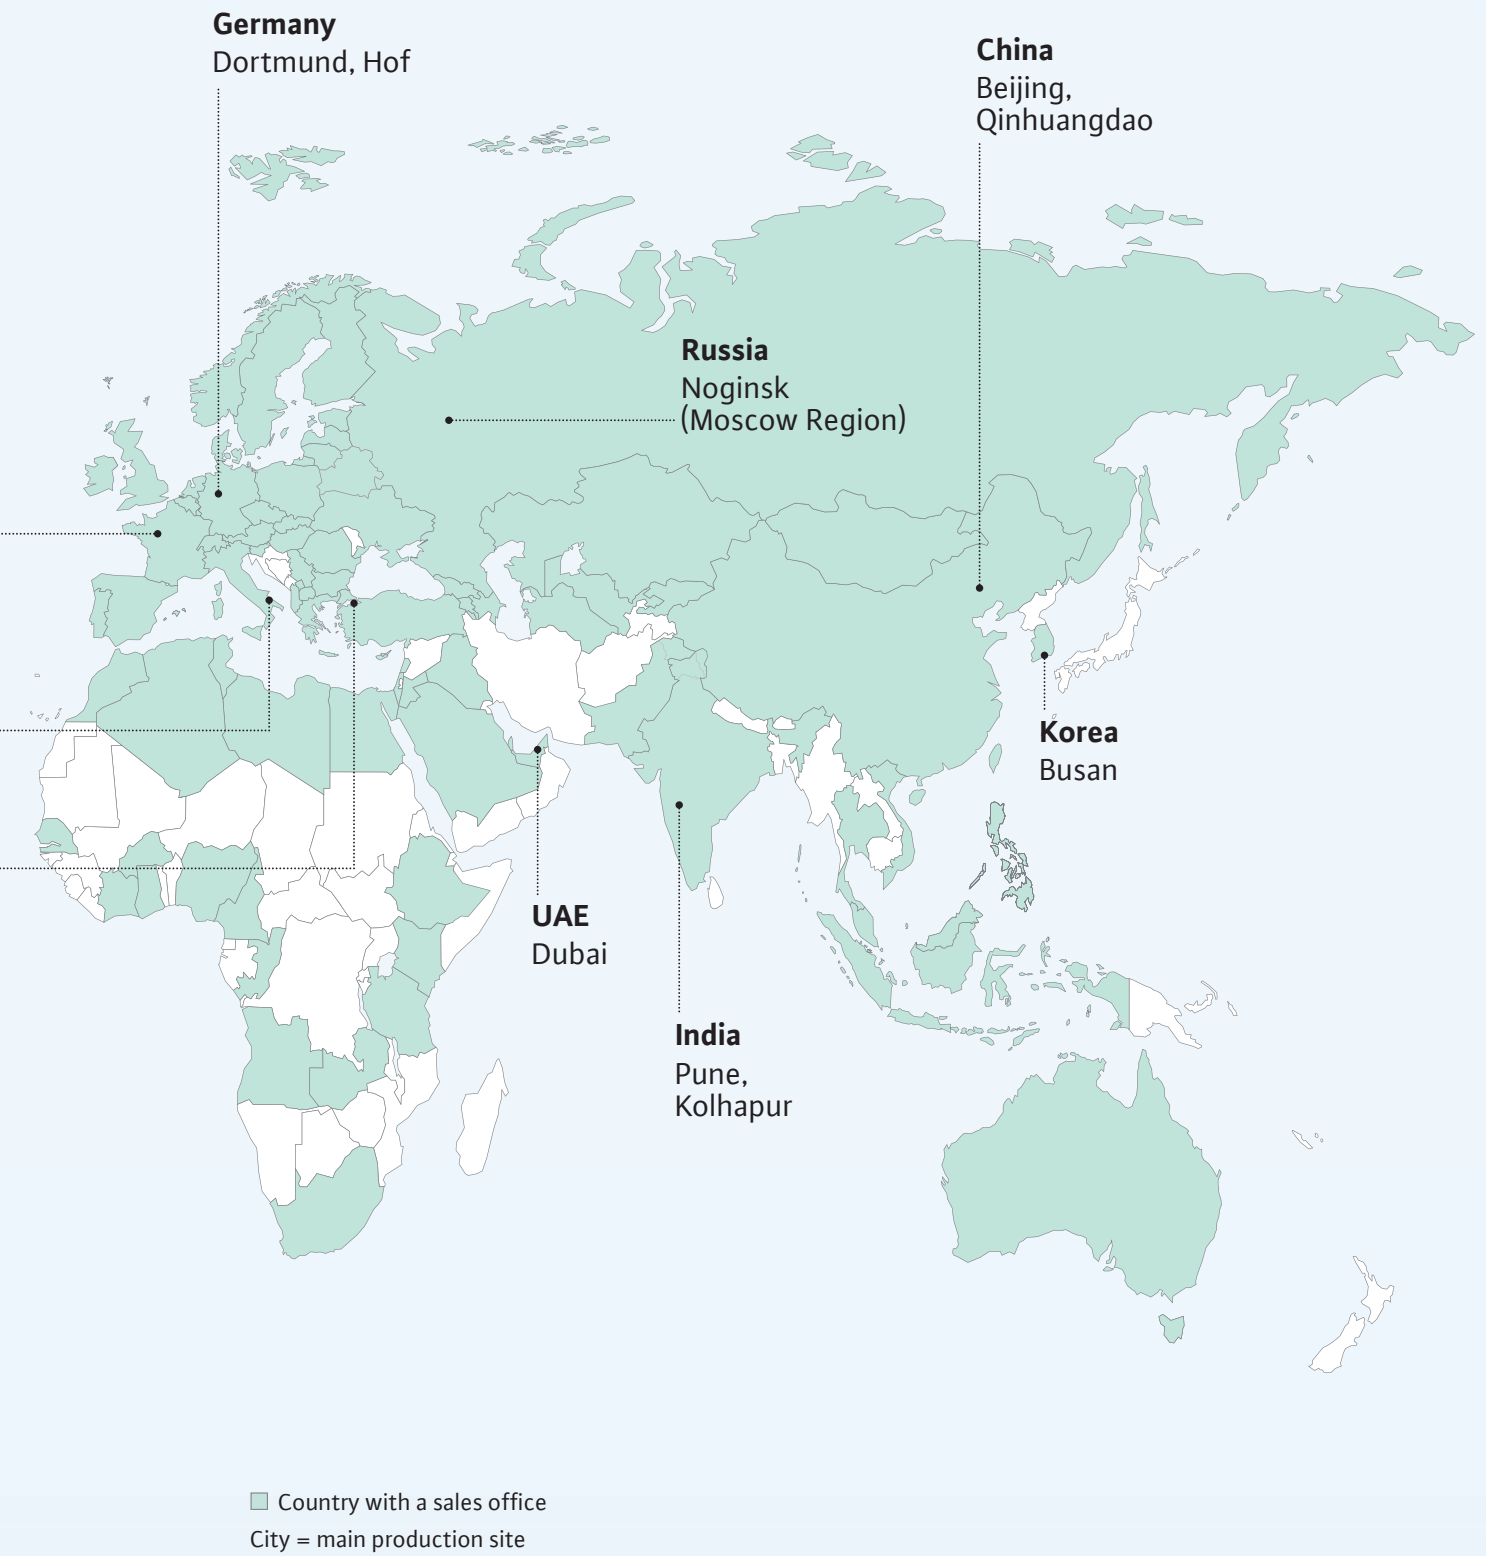 Germany
Dortmund, Hof
China
Beijing,
Qinhuangdao
Russia
Noginsk
(Moscow Region)
Korea
Busan
UAE
Dubai
India
Pune,
Kolhapur
Country with a sales office
City = main production site